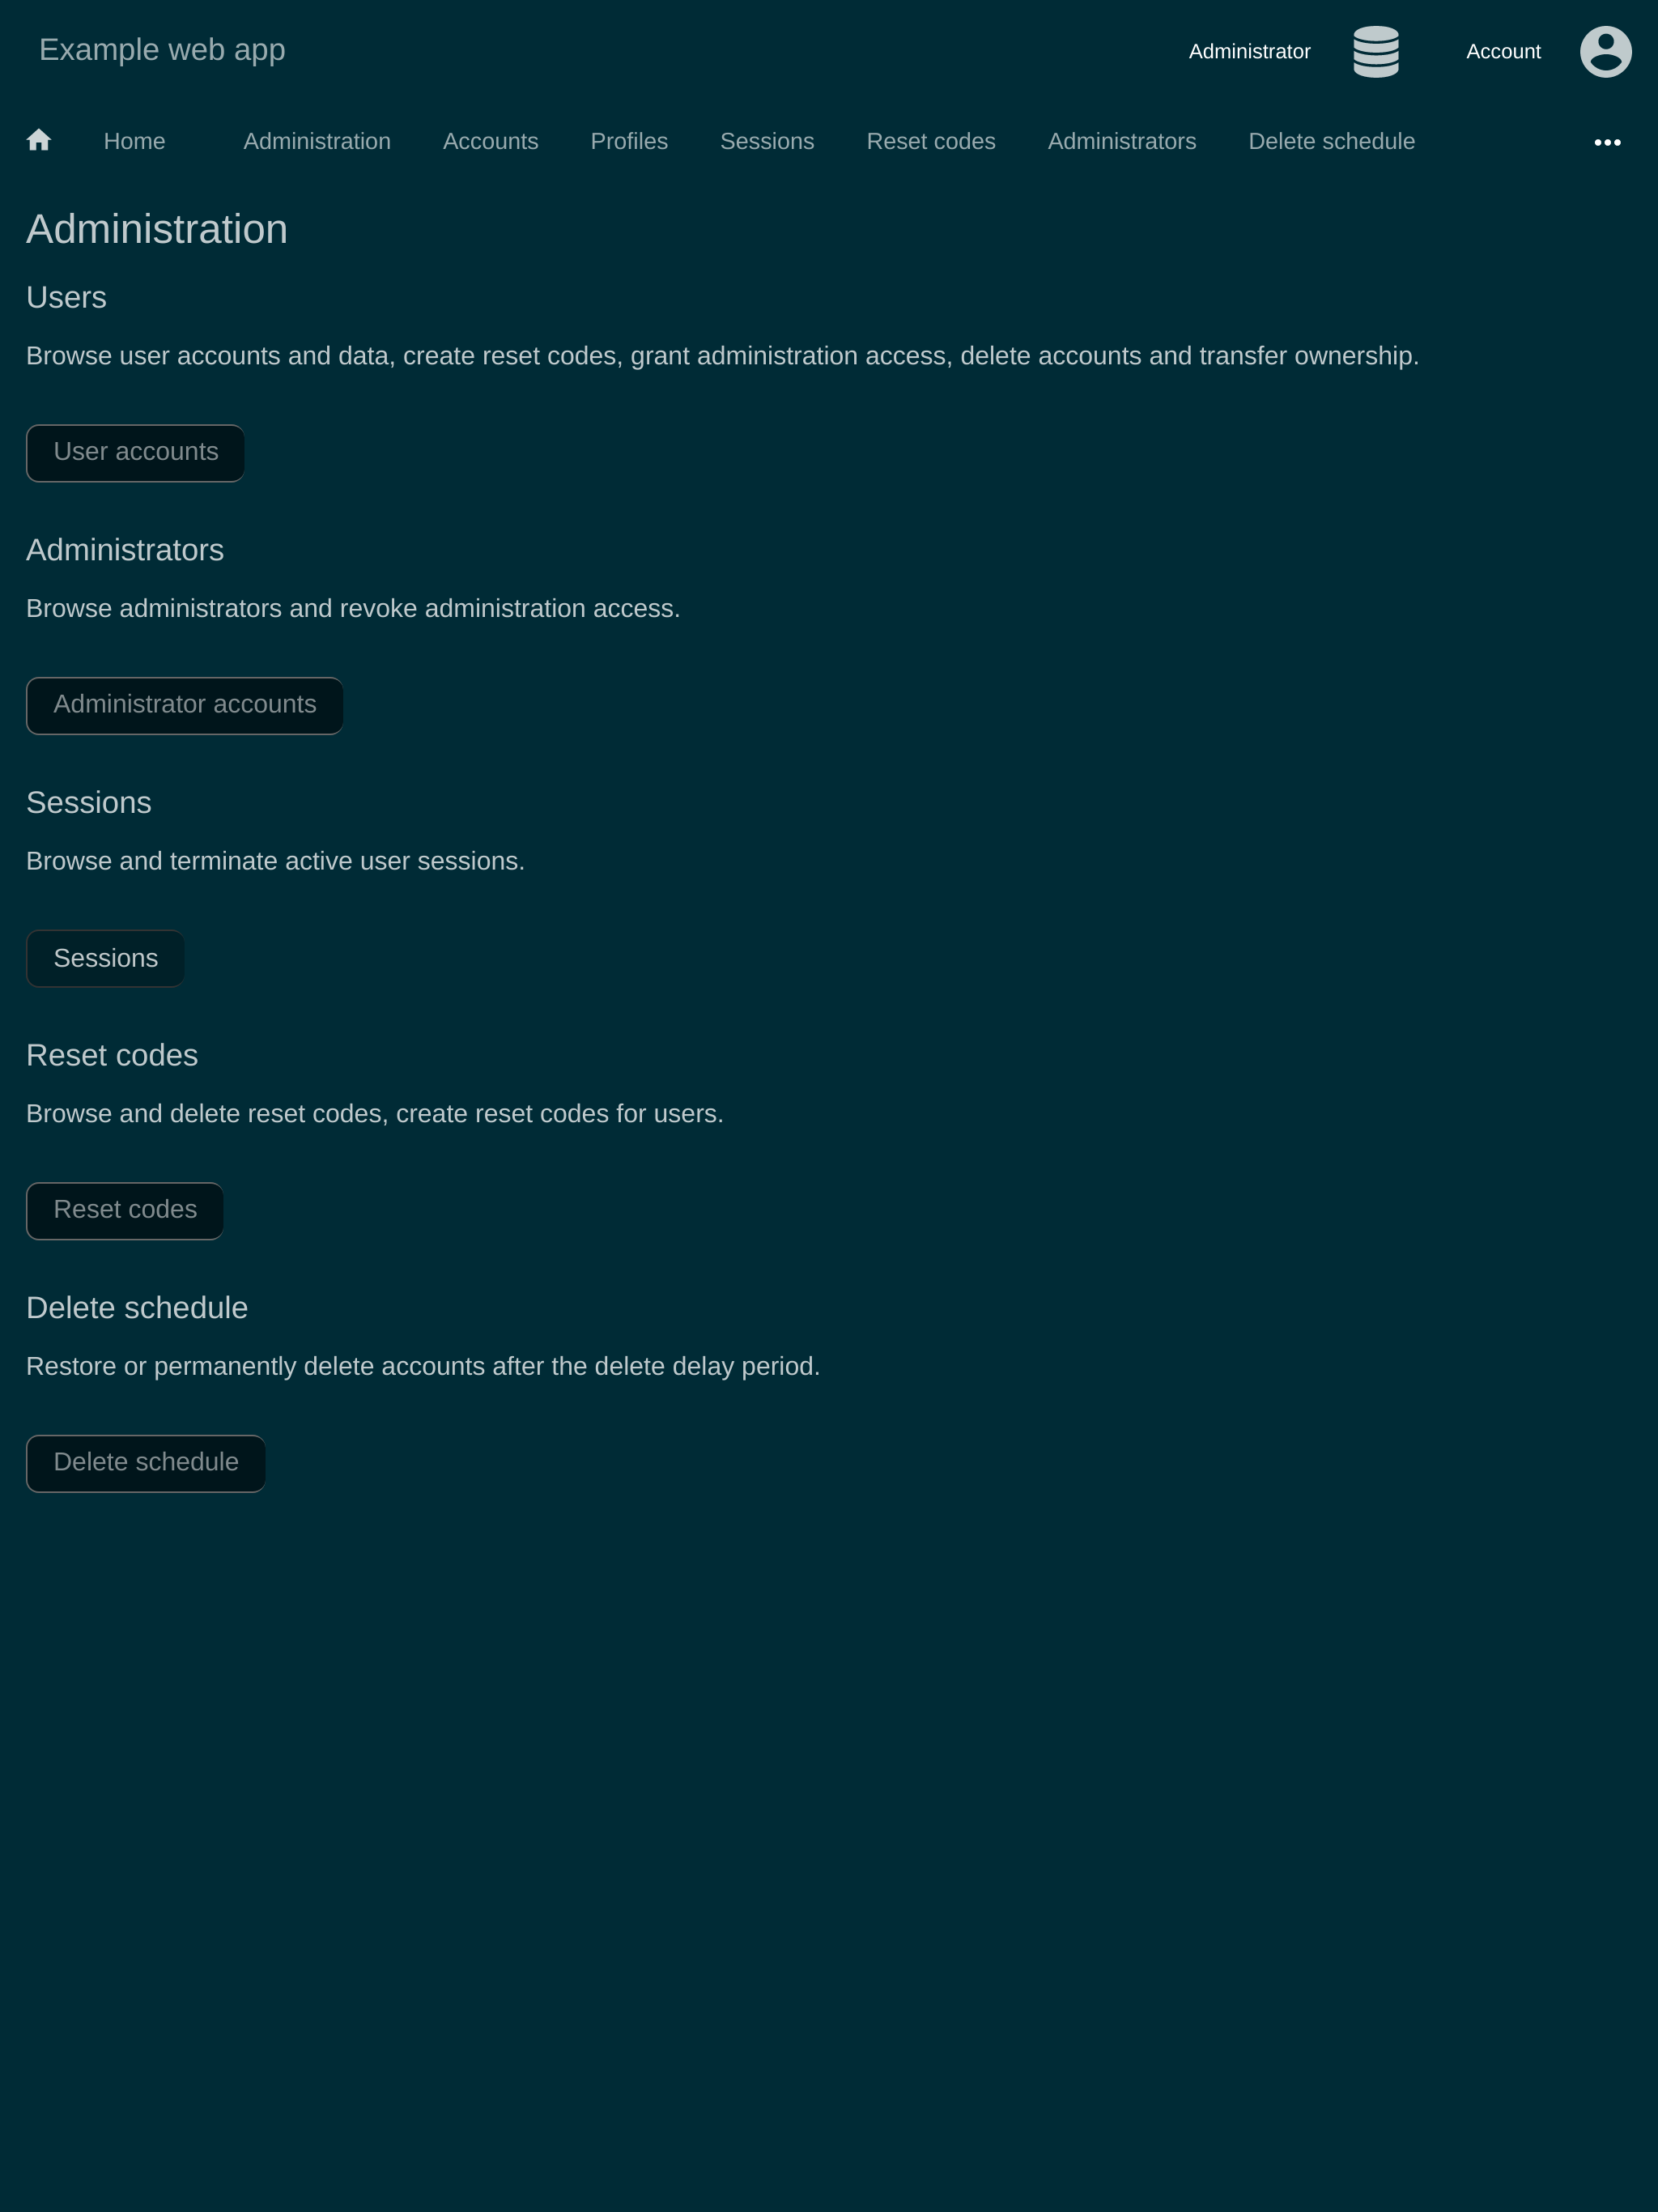 Example web app
Administrator
Account
Home Administration Accounts Profiles Sessions Reset codes Administrators Delete schedule
Administration
Users
Browse user accounts and data, create reset codes, grant administration access, delete accounts and transfer ownership.
User accounts
Administrators
Browse administrators and revoke administration access.
Administrator accounts
Sessions
Browse and terminate active user sessions.
Sessions
Reset codes
Browse and delete reset codes, create reset codes for users.
Reset codes
Delete schedule
Restore or permanently delete accounts after the delete delay period.
Delete schedule